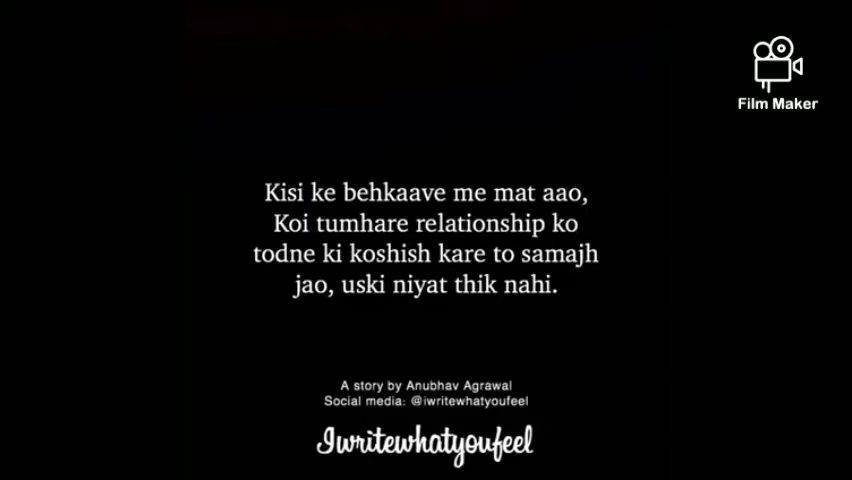 Film Maker
Kisi ke behkaave me mat aao,
Koi tumhare relationship ko
todne ki koshish kare to samajh
jao, uski niyat thik nahi.
A story by Anubhav Agrawal
Social media: @iwritewhatyoufeel
Iwritewhatyoufeel